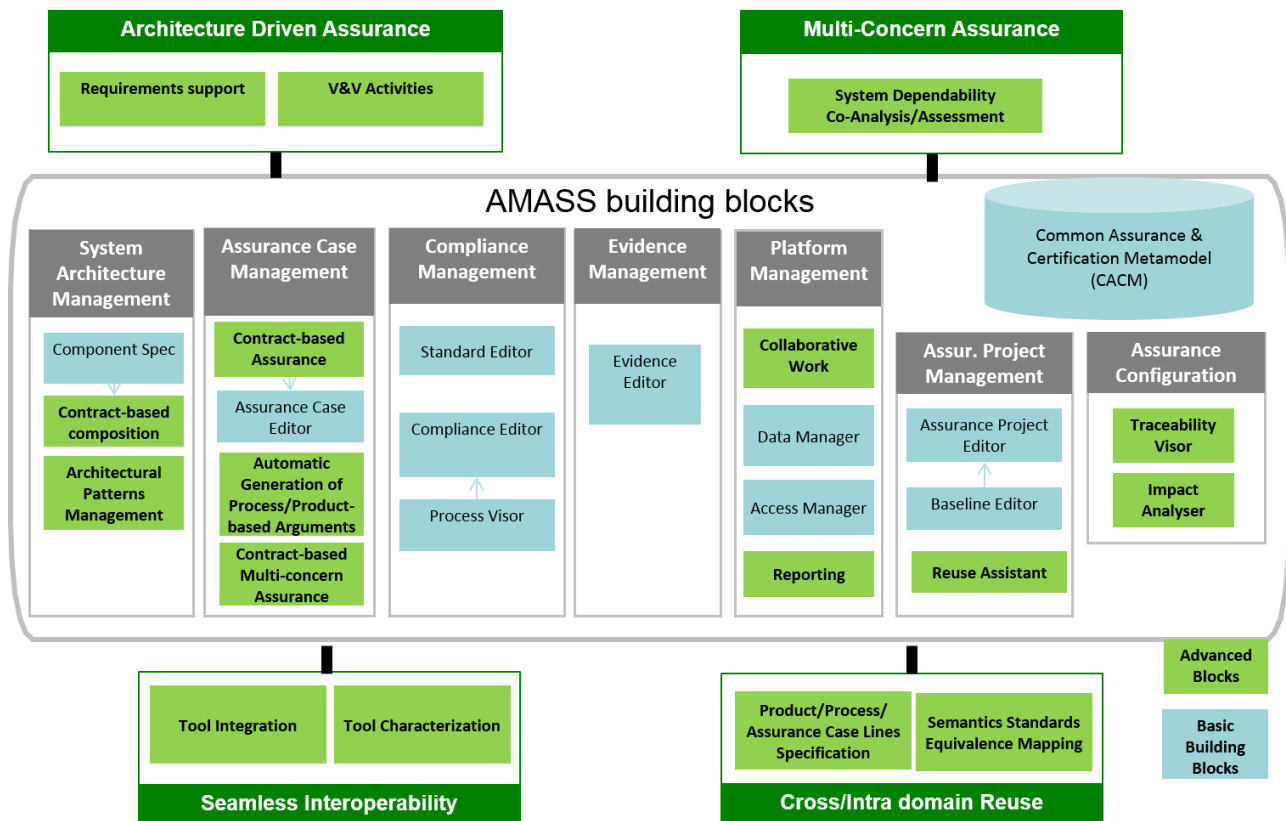 Architecture Driven Assurance
Requirements support
V&V Activities
Multi-Concern Assurance
System Dependability
Co-Analysis/Assessment
AMASS building blocks
Common Assurance &
Certification Metamodel
(CACM)
System
Architecture
Management
Component Spec
Contract-based
composition
Architectural
Patterns
Management
Assurance Case
Management
Contract-based
Assurance
Assurance Case
Editor
Automatic
Generation of
Process/Product-
based Arguments
Contract-based
Multi-concern
Assurance
Compliance
Management
Standard Editor
Compliance Editor
Process Visor
Evidence
Management
Evidence
Editor
Platform
Management
Collaborative
Work
Data Manager
Access Manager
Reporting
Assur. Project
Management
Assurance Project
Editor
Baseline Editor
Reuse Assistant
Assurance
Configuration
Traceability
Visor
Impact
Analyser
Tool Integration
Tool Characterization
Seamless Interoperability
Product/Process/
Assurance Case Lines
Specification
Semantics Standards
Equivalence Mapping
Cross/Intra domain Reuse
Advanced
Blocks
Basic
Building
Blocks